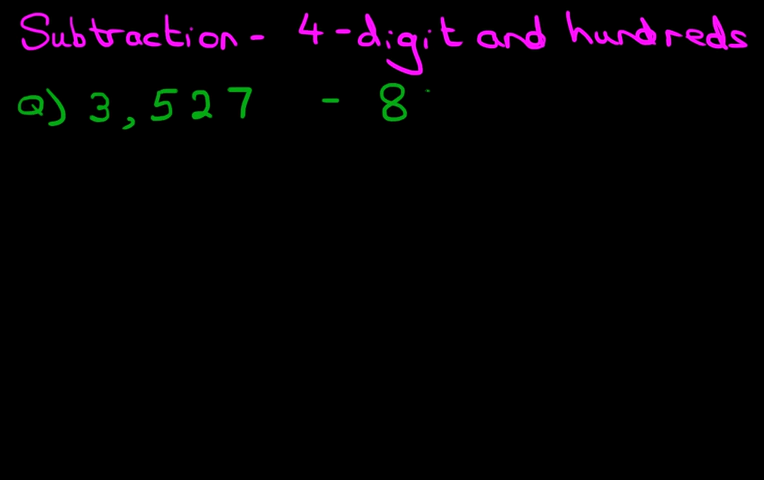 Subtraction - 4-digit and hundreds
Q) 3,527 - 8